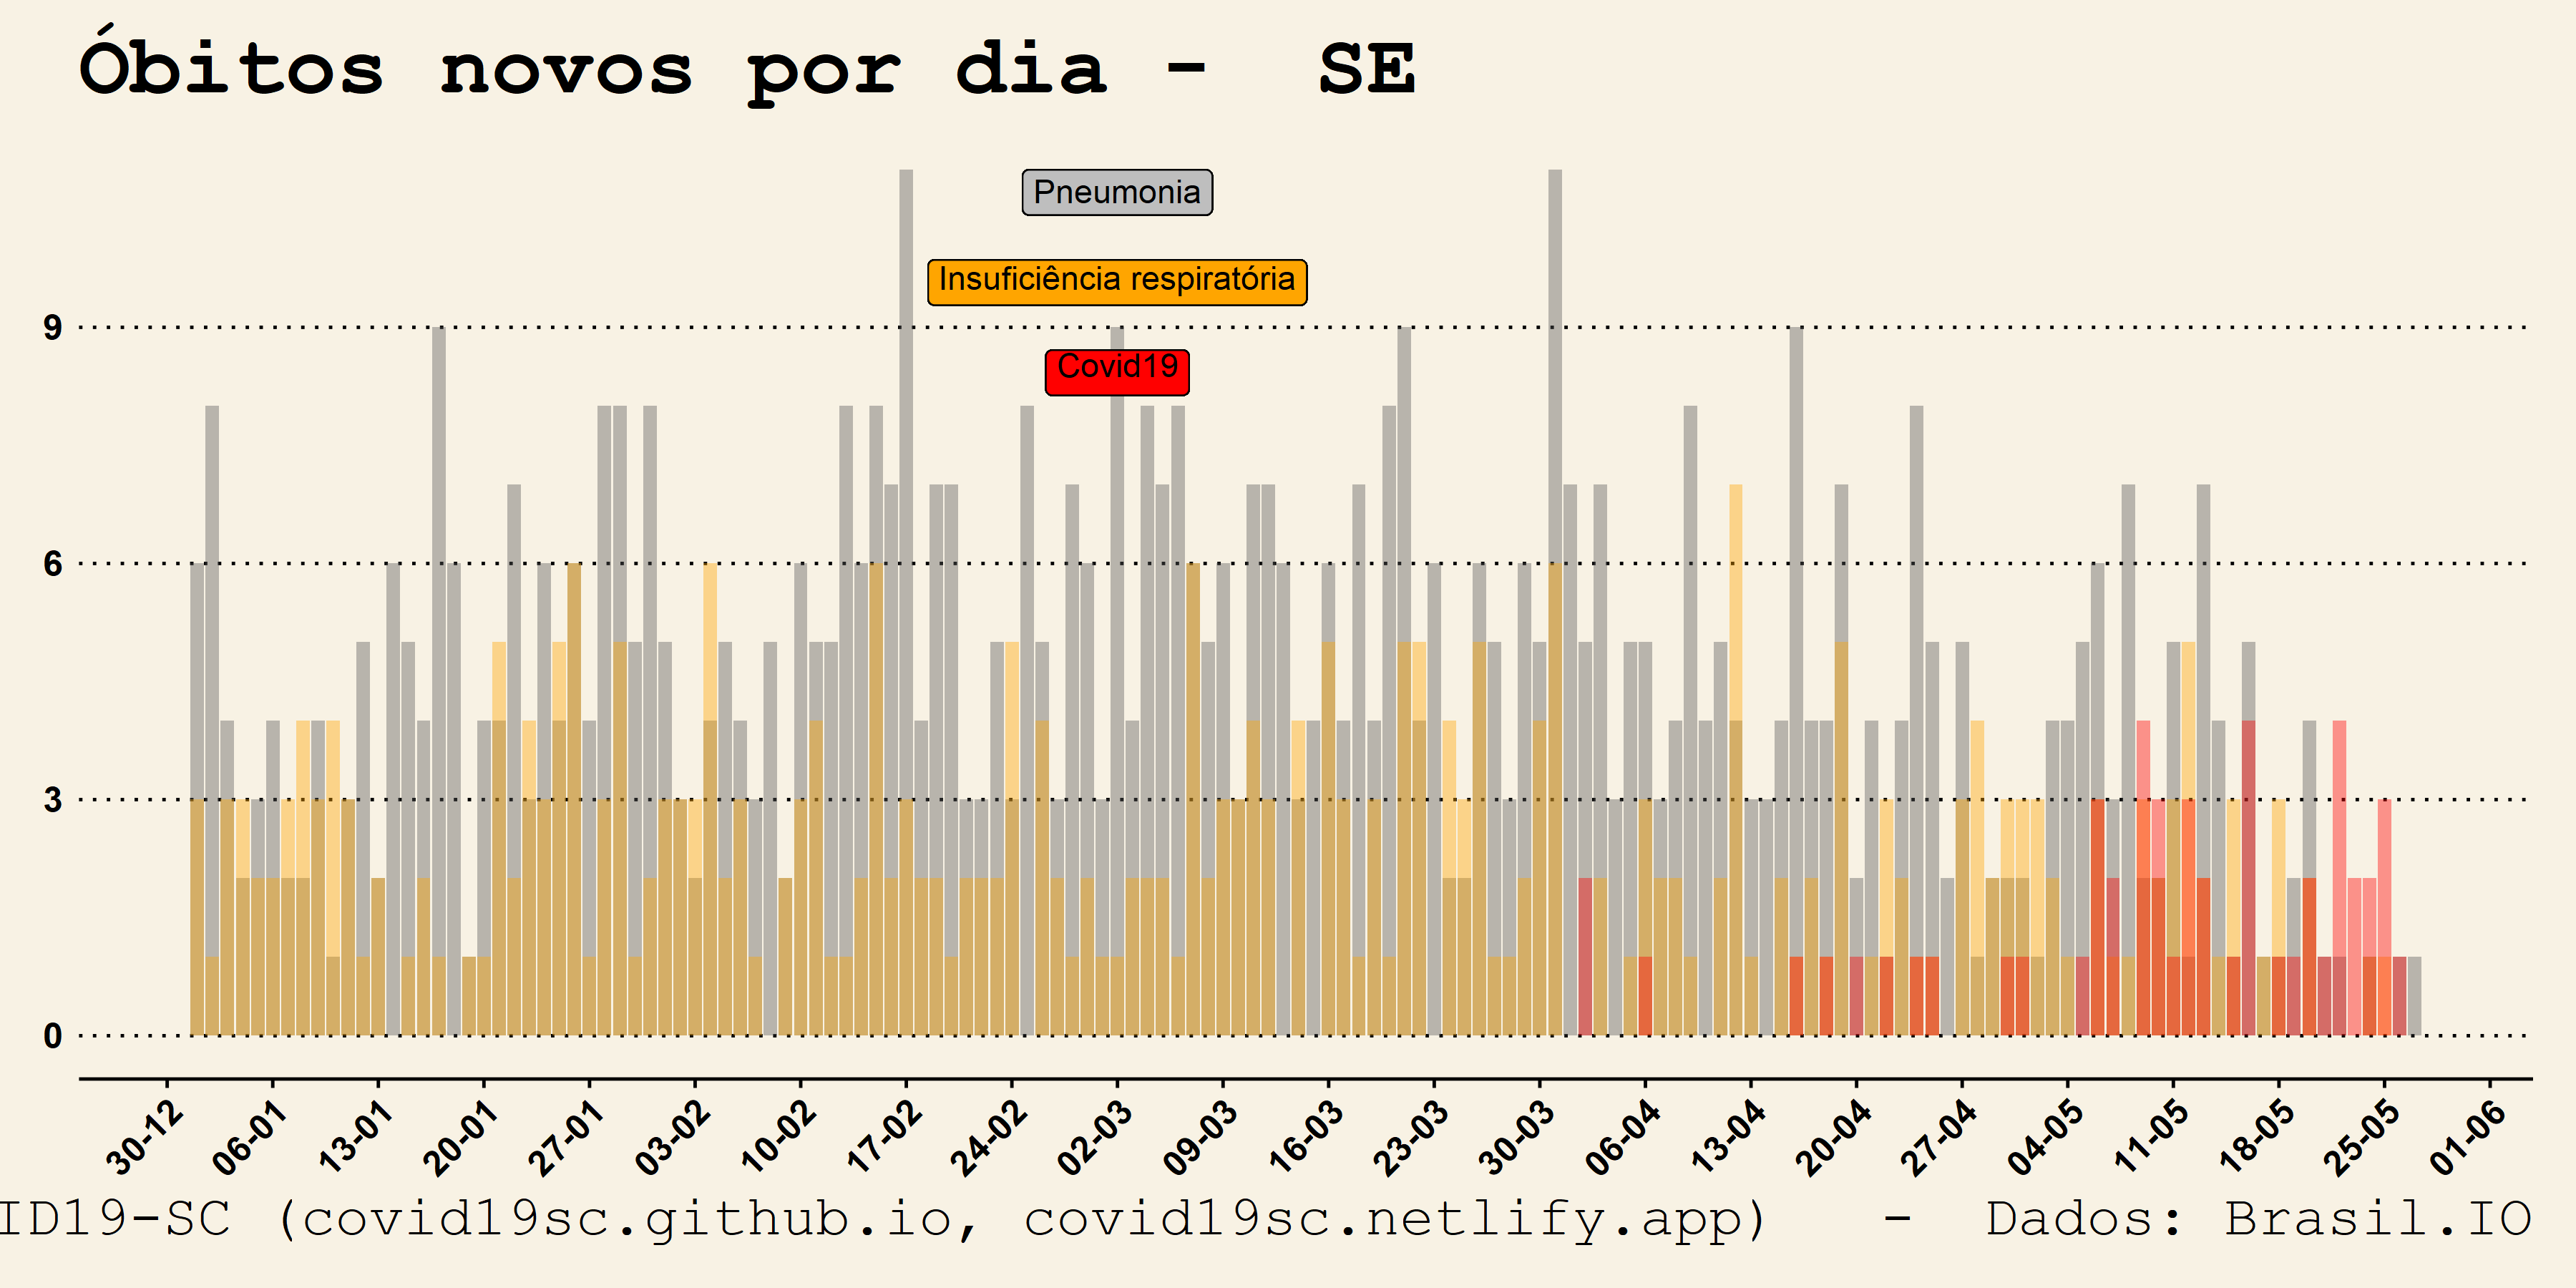 Óbitos novos por dia - SE
Pneumonia
Insuficiência respiratória
Covid19
9
6
3
0
30-12 06-01 13-01 20-01 27-01 03-02 10-02 17-02 24-02 02-03 09-03 16-03 23-03 30-03 06-04 13-04 20-04 27-04 04-05 11-05 18-05 25-05 01-06
ID19-SC (covid19sc.github.io, covid19sc.netlify.app) - Dados: Brasil.IO